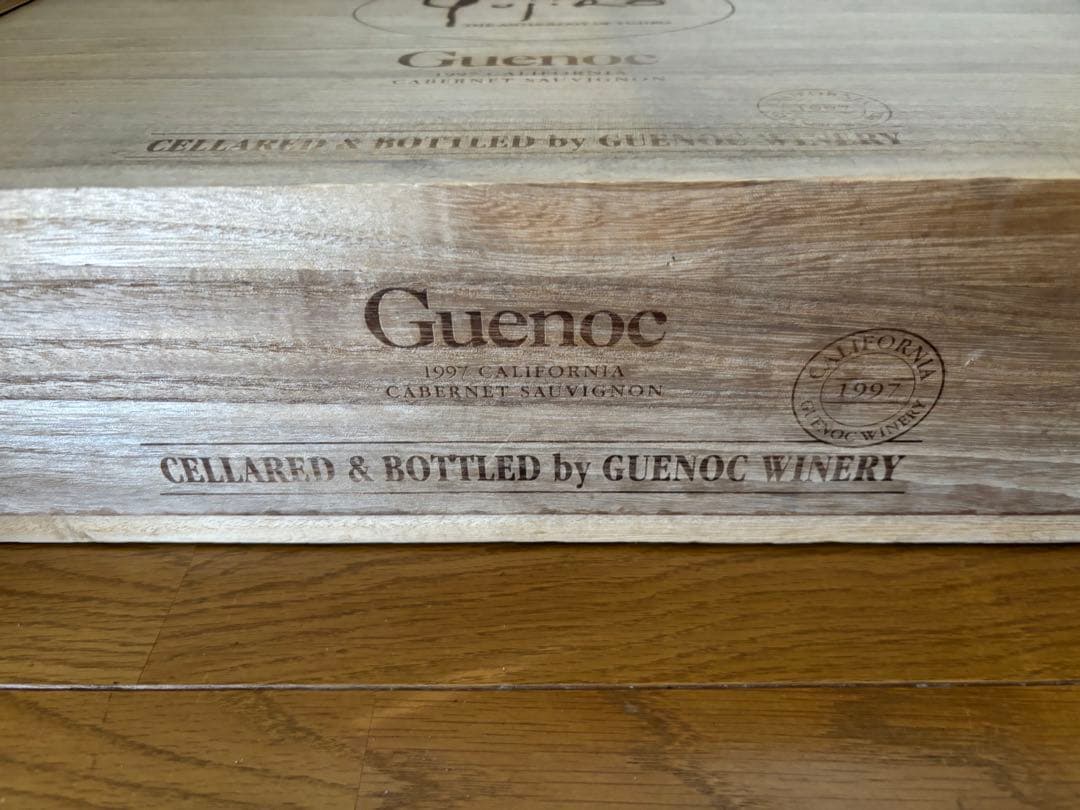 Guenoc
1997 CALIFORNIA
CABERNET SAUVIGNON
CELLARED & BOTTLED by GUENOC WINERY
Guenoc
1997 CALIFORNIA
CABERNET SAUVIGNON
CALIFORNIA
1997
GUENOC WINERY
CELLARED & BOTTLED by GUENOC WINERY